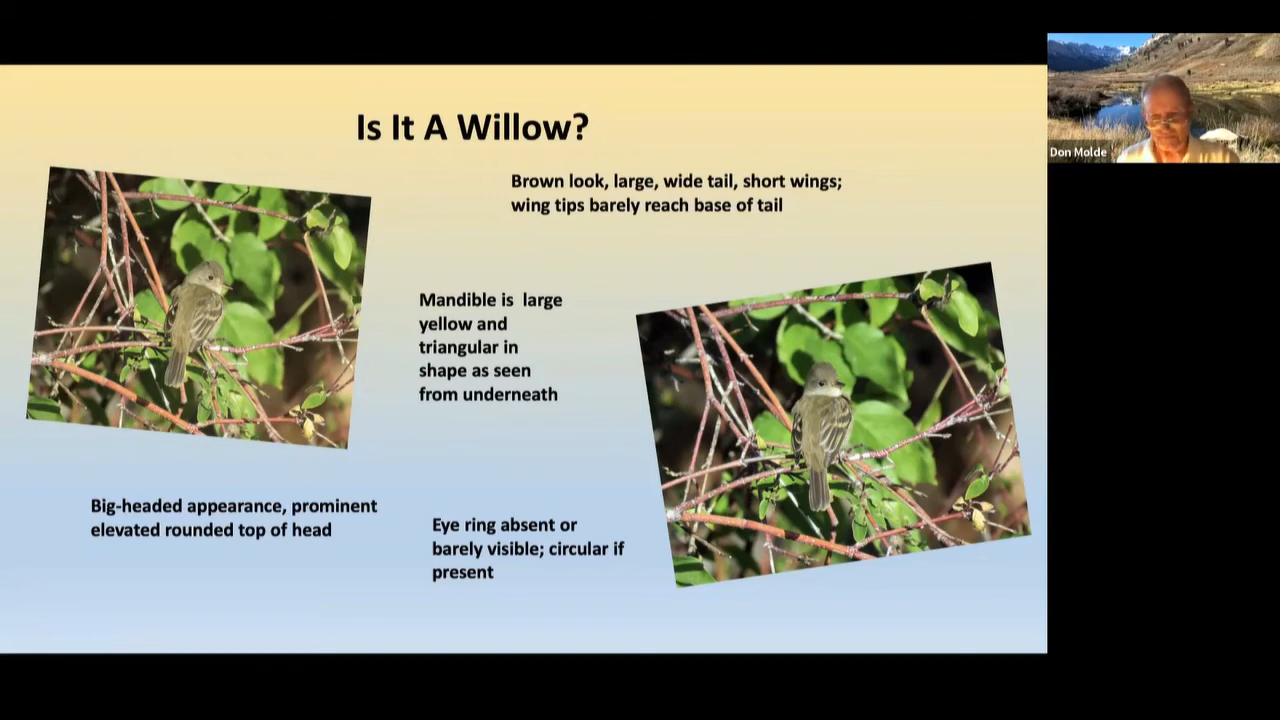 Is It A Willow?
Brown look, large, wide tail, short wings;
wing tips barely reach base of tail
Mandible is  large
yellow and
triangular in
shape as seen
from underneath
Big-headed appearance, prominent
elevated rounded top of head
Eye ring absent or
barely visible; circular if
present
Don Molde